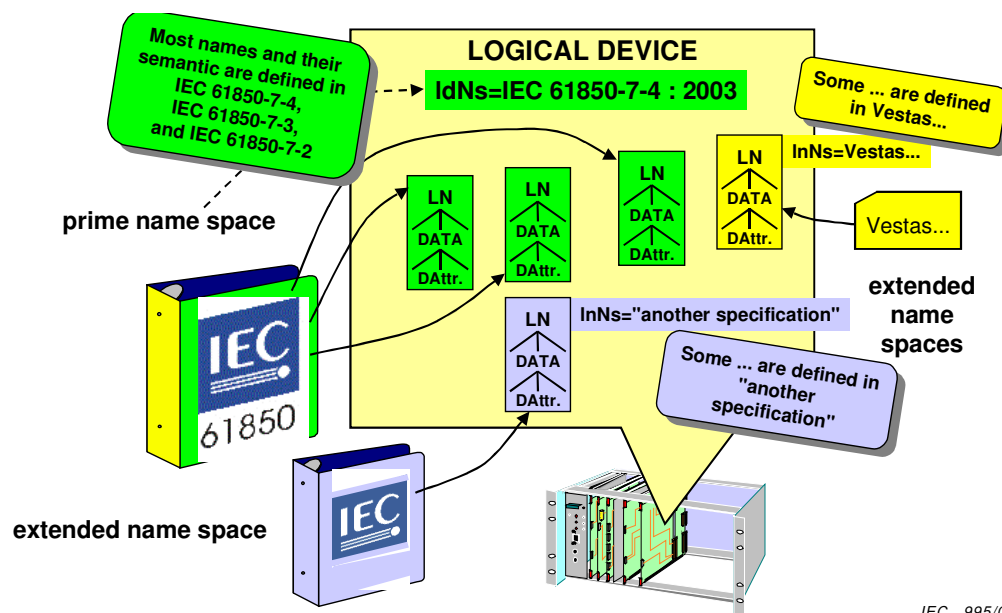 Most names and their
semantic are defined in
IEC 61850-7-4,
IEC 61850-7-3,
and IEC 61850-7-2
LOGICAL DEVICE
ldNs=IEC 61850-7-4 : 2003
Some ... are defined
in Vestas...
prime name space
LN
DATA
DAttr.
LN
DATA
DAttr.
LN
DATA
DAttr.
LN
DATA
DAttr.
lnNs=Vestas...
Vestas...
extended
name
spaces
LN
DATA
DAttr.
lnNs="another specification"
Some ... are defined in
"another
specification"
IEC
61850
extended name space
IEC